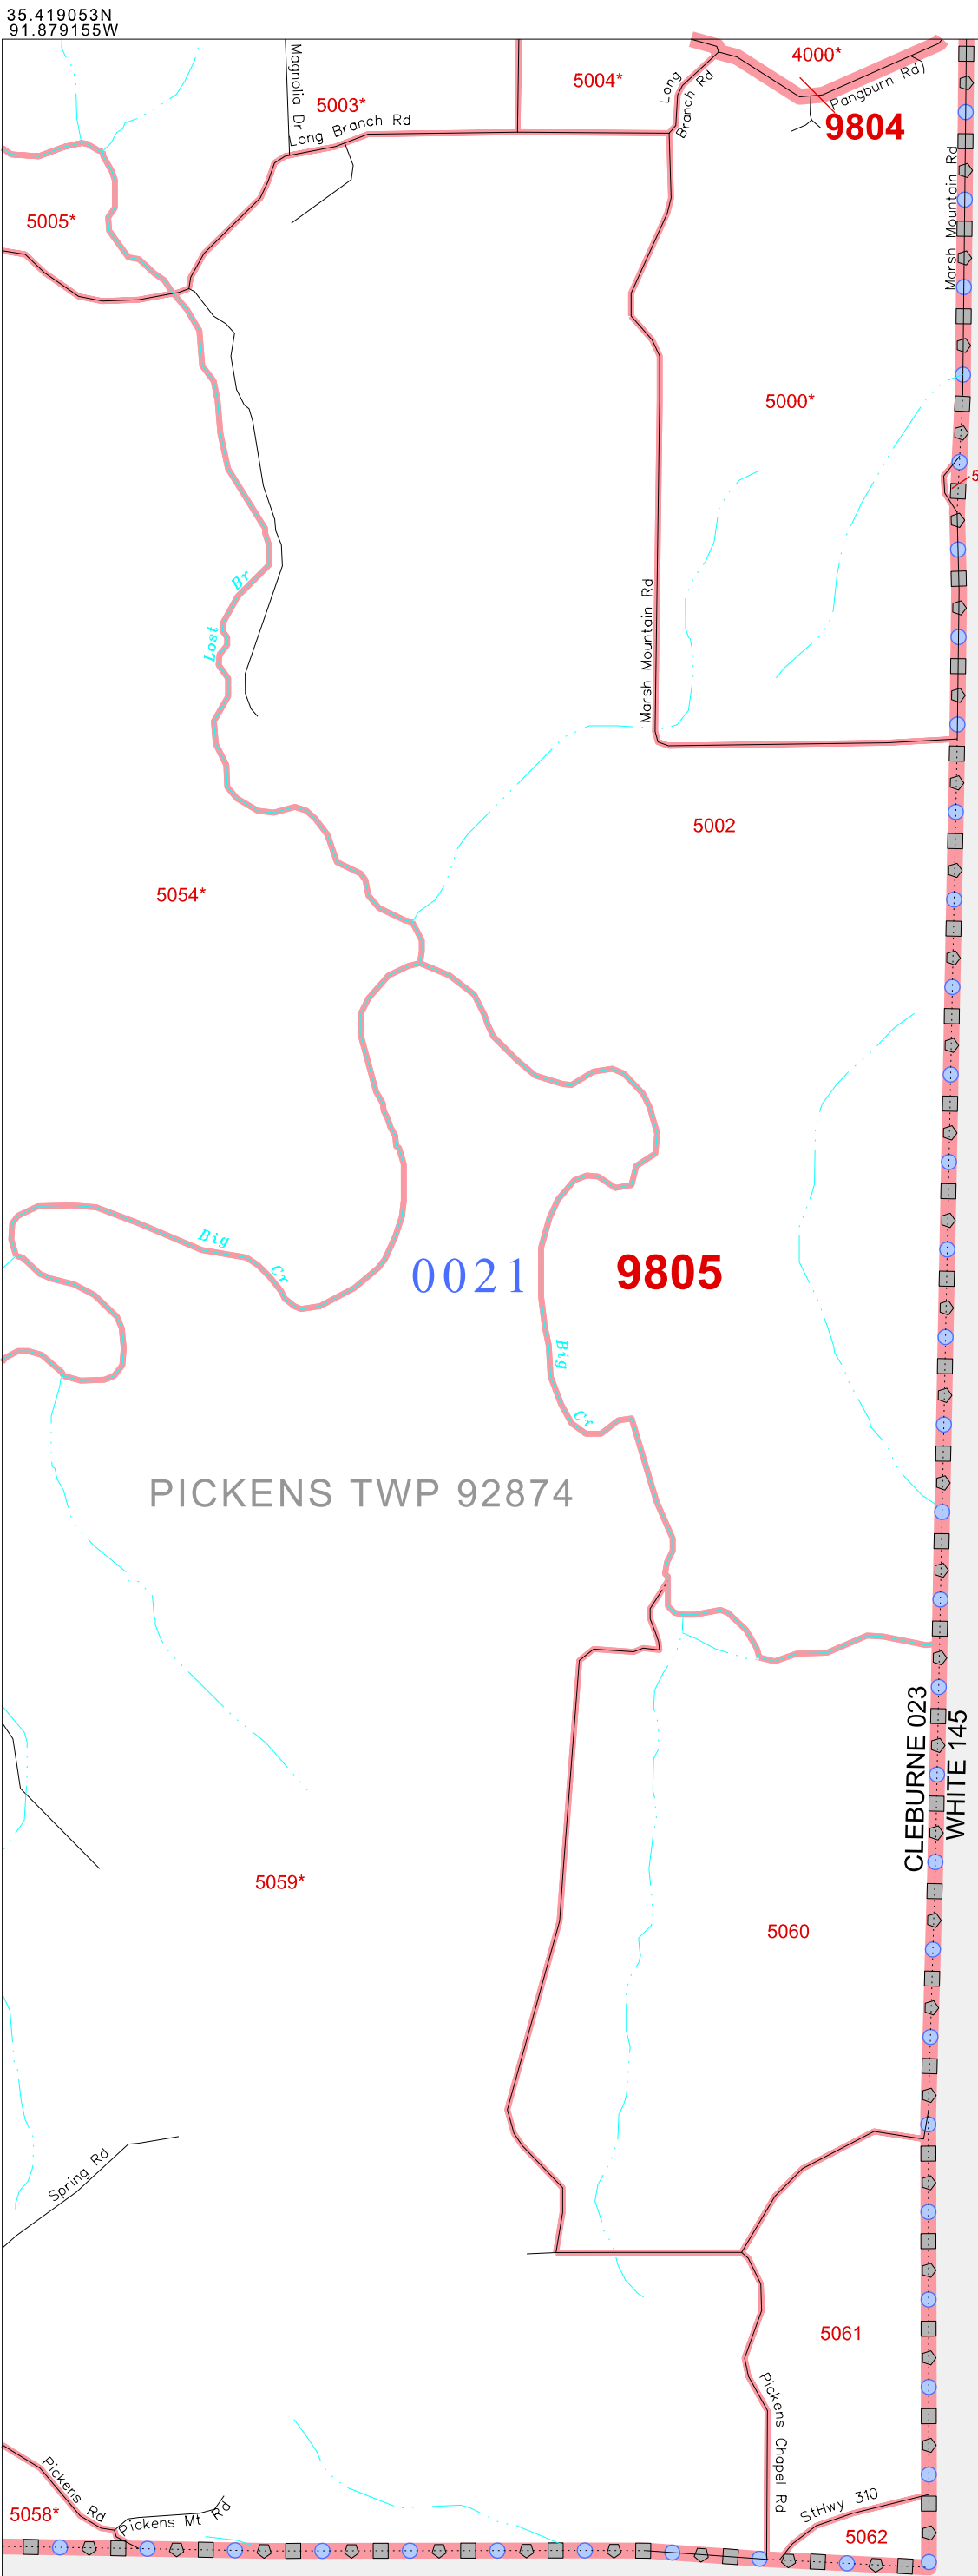 35.419053N
91.879155W
4000*
Pangburn Rd)
9804
5004*
Long
Branch Rd
Magnolia Dr
5003*
Long Branch Rd
5005*
Marsh Mountain Rd
5000*
5
Br
Lost
Marsh Mountain Rd
5002
5054*
Big
Cr
0021
9805
Big
Cr
PICKENS TWP 92874
CLEBURNE 023
WHITE 145
5059*
5060
Spring Rd
5061
Pickens Chapel Rd
Pickens Rd
5058*
Pickens Mt Rd
StHwy 310
5062